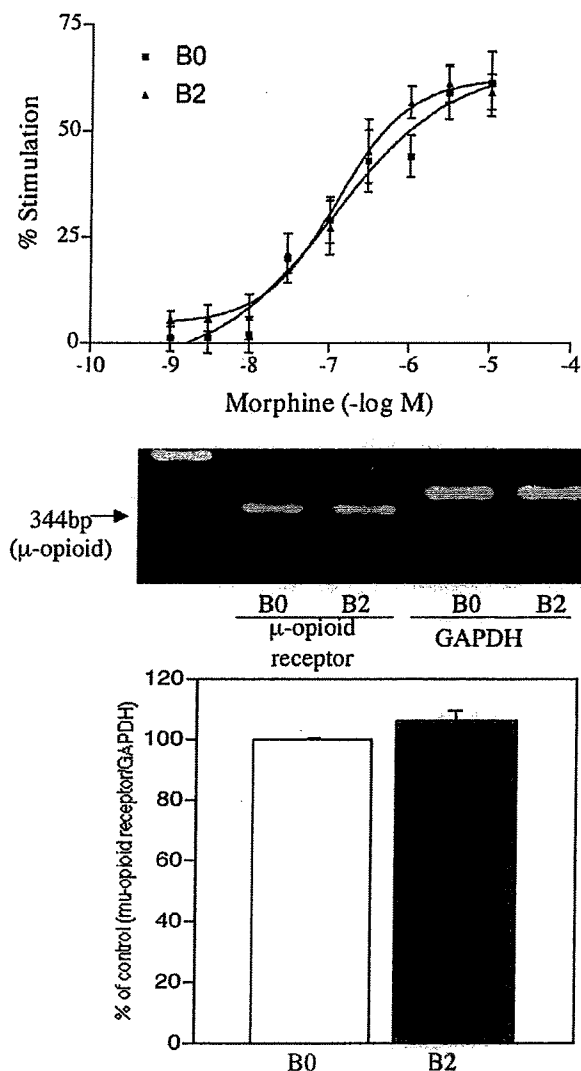 75
B0
B2
50
25
0
% Stimulation
-10 -9 -8 -7 -6 -5 -4
Morphine (-log M)
344bp
(μ-opioid)
B0 B2 B0 B2
μ-opioid receptor GAPDH
120
100
80
60
40
20
0
% of control (mu-opioid receptor/GAPDH)
B0 B2